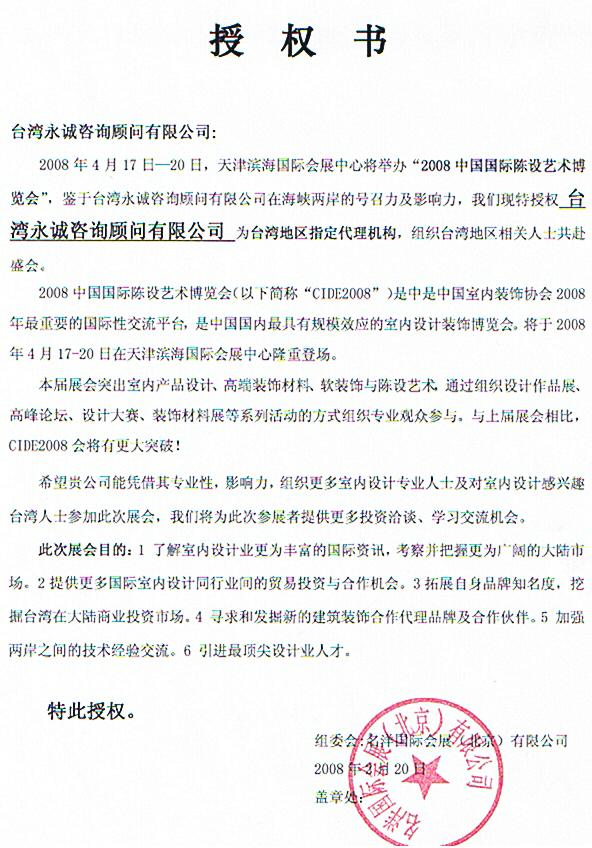 授 权 书
台湾永诚咨询顾问有限公司:
2008 年 4 月 17 日—20 日，天津滨海国际会展中心将举办 “2008 中国国际陈设艺术博
览会”，鉴于台湾永诚咨询顾问有限公司在海峡两岸的号召力及影响力，我们现特授权 台
湾永诚咨询顾问有限公司 为台湾地区指定代理机构，组织台湾地区相关人士共赴
盛会。
2008 中国国际陈设艺术博览会（以下简称 “CIDE2008”）是中是中国室内装饰协会 2008
年最重要的国际性交流平台，是中国国内最具有规模效应的室内设计装饰博览会。将于 2008
年 4 月 17-20 日在天津滨海国际会展中心隆重登场。
本届展会突出室内产品设计、高端装饰材料、软装饰与陈设艺术，通过组织设计作品展、
高峰论坛、设计大赛、装饰材料展等系列活动的方式组织专业观众参与。与上届展会相比，
CIDE2008 会将有更大突破！
希望贵公司能凭借其专业性，影响力，组织更多室内设计专业人士及对室内设计感兴趣
台湾人士参加此次展会，我们将为此次参展者提供更多投资洽谈、学习交流机会。
此次展会目的：1 了解室内设计业更为丰富的国际资讯，考察并把握更为广阔的大陆市
场。2 提供更多国际室内设计同行业间的贸易投资与合作机会。3 拓展自身品牌知名度，挖
掘台湾在大陆商业投资市场。4 寻求和发掘新的建筑装饰合作代理品牌及合作伙伴。5 加强
两岸之间的技术经验交流。6 引进最顶尖设计业人才。
特此授权。
组委会:名洋国际会展（北京）有限公司
2008 年 2 月 20 日
盖章处:
名洋国际会展（北京）有限公司